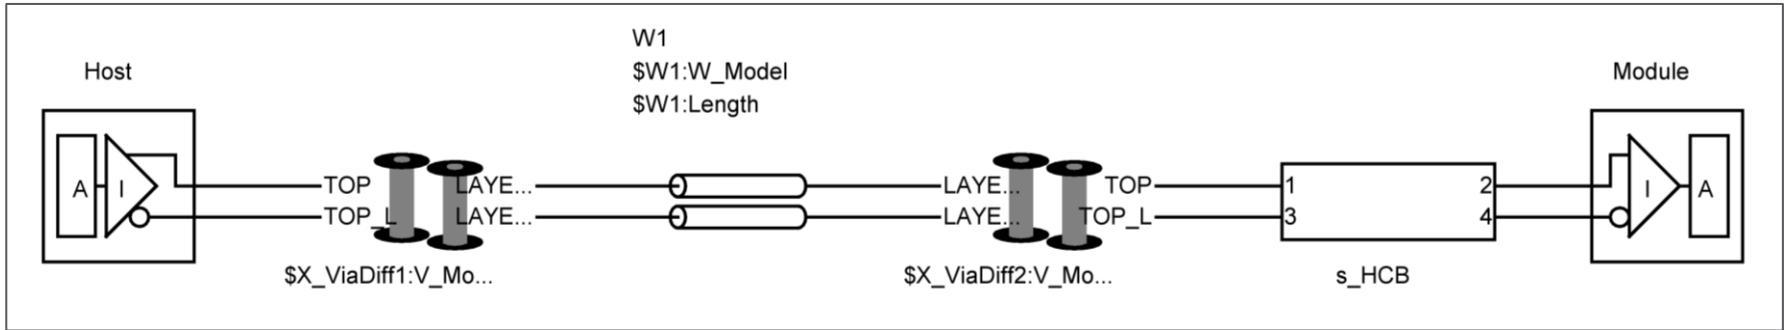 W1
$W1:W_Model
$W1:Length
Host
Module
A
I
TOP
TOP_L
LAYE...
LAYE...
$X_ViaDiff1:V_Mo...
LAYE...
LAYE...
TOP
TOP_L
$X_ViaDiff2:V_Mo...
1
2
3
4
s_HCB
I
A